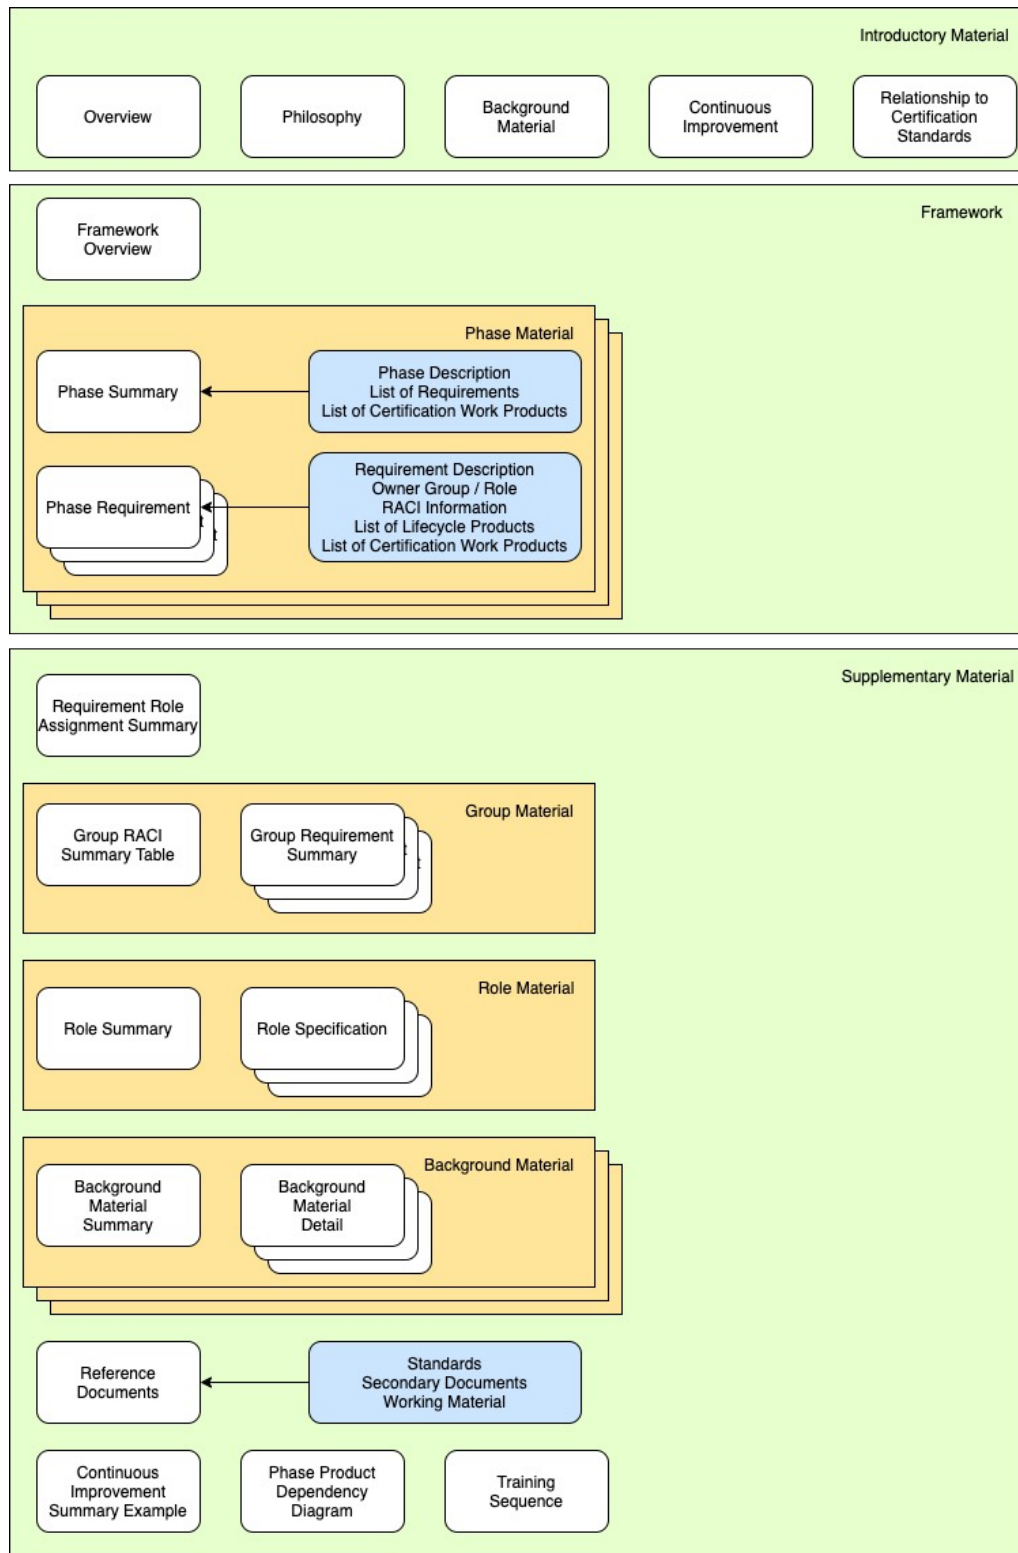 Introductory Material
Overview
Philosophy
Background
Material
Continuous
Improvement
Relationship to
Certification
Standards
Framework
Framework
Overview
Phase Material
Phase Summary
Phase Description
List of Requirements
List of Certification Work Products
Phase Requirement
t
t
Requirement Description
Owner Group / Role
RACI Information
List of Lifecycle Products
List of Certification Work Products
Supplementary Material
Requirement Role
Assignment Summary
Group Material
Group RACI
Summary Table
Group Requirement
Summary
t
t
Role Material
Role Summary
Role Specification
Background Material
Background
Material
Summary
Background
Material
Detail
Reference
Documents
Standards
Secondary Documents
Working Material
Continuous
Improvement
Summary Example
Phase Product
Dependency
Diagram
Training
Sequence